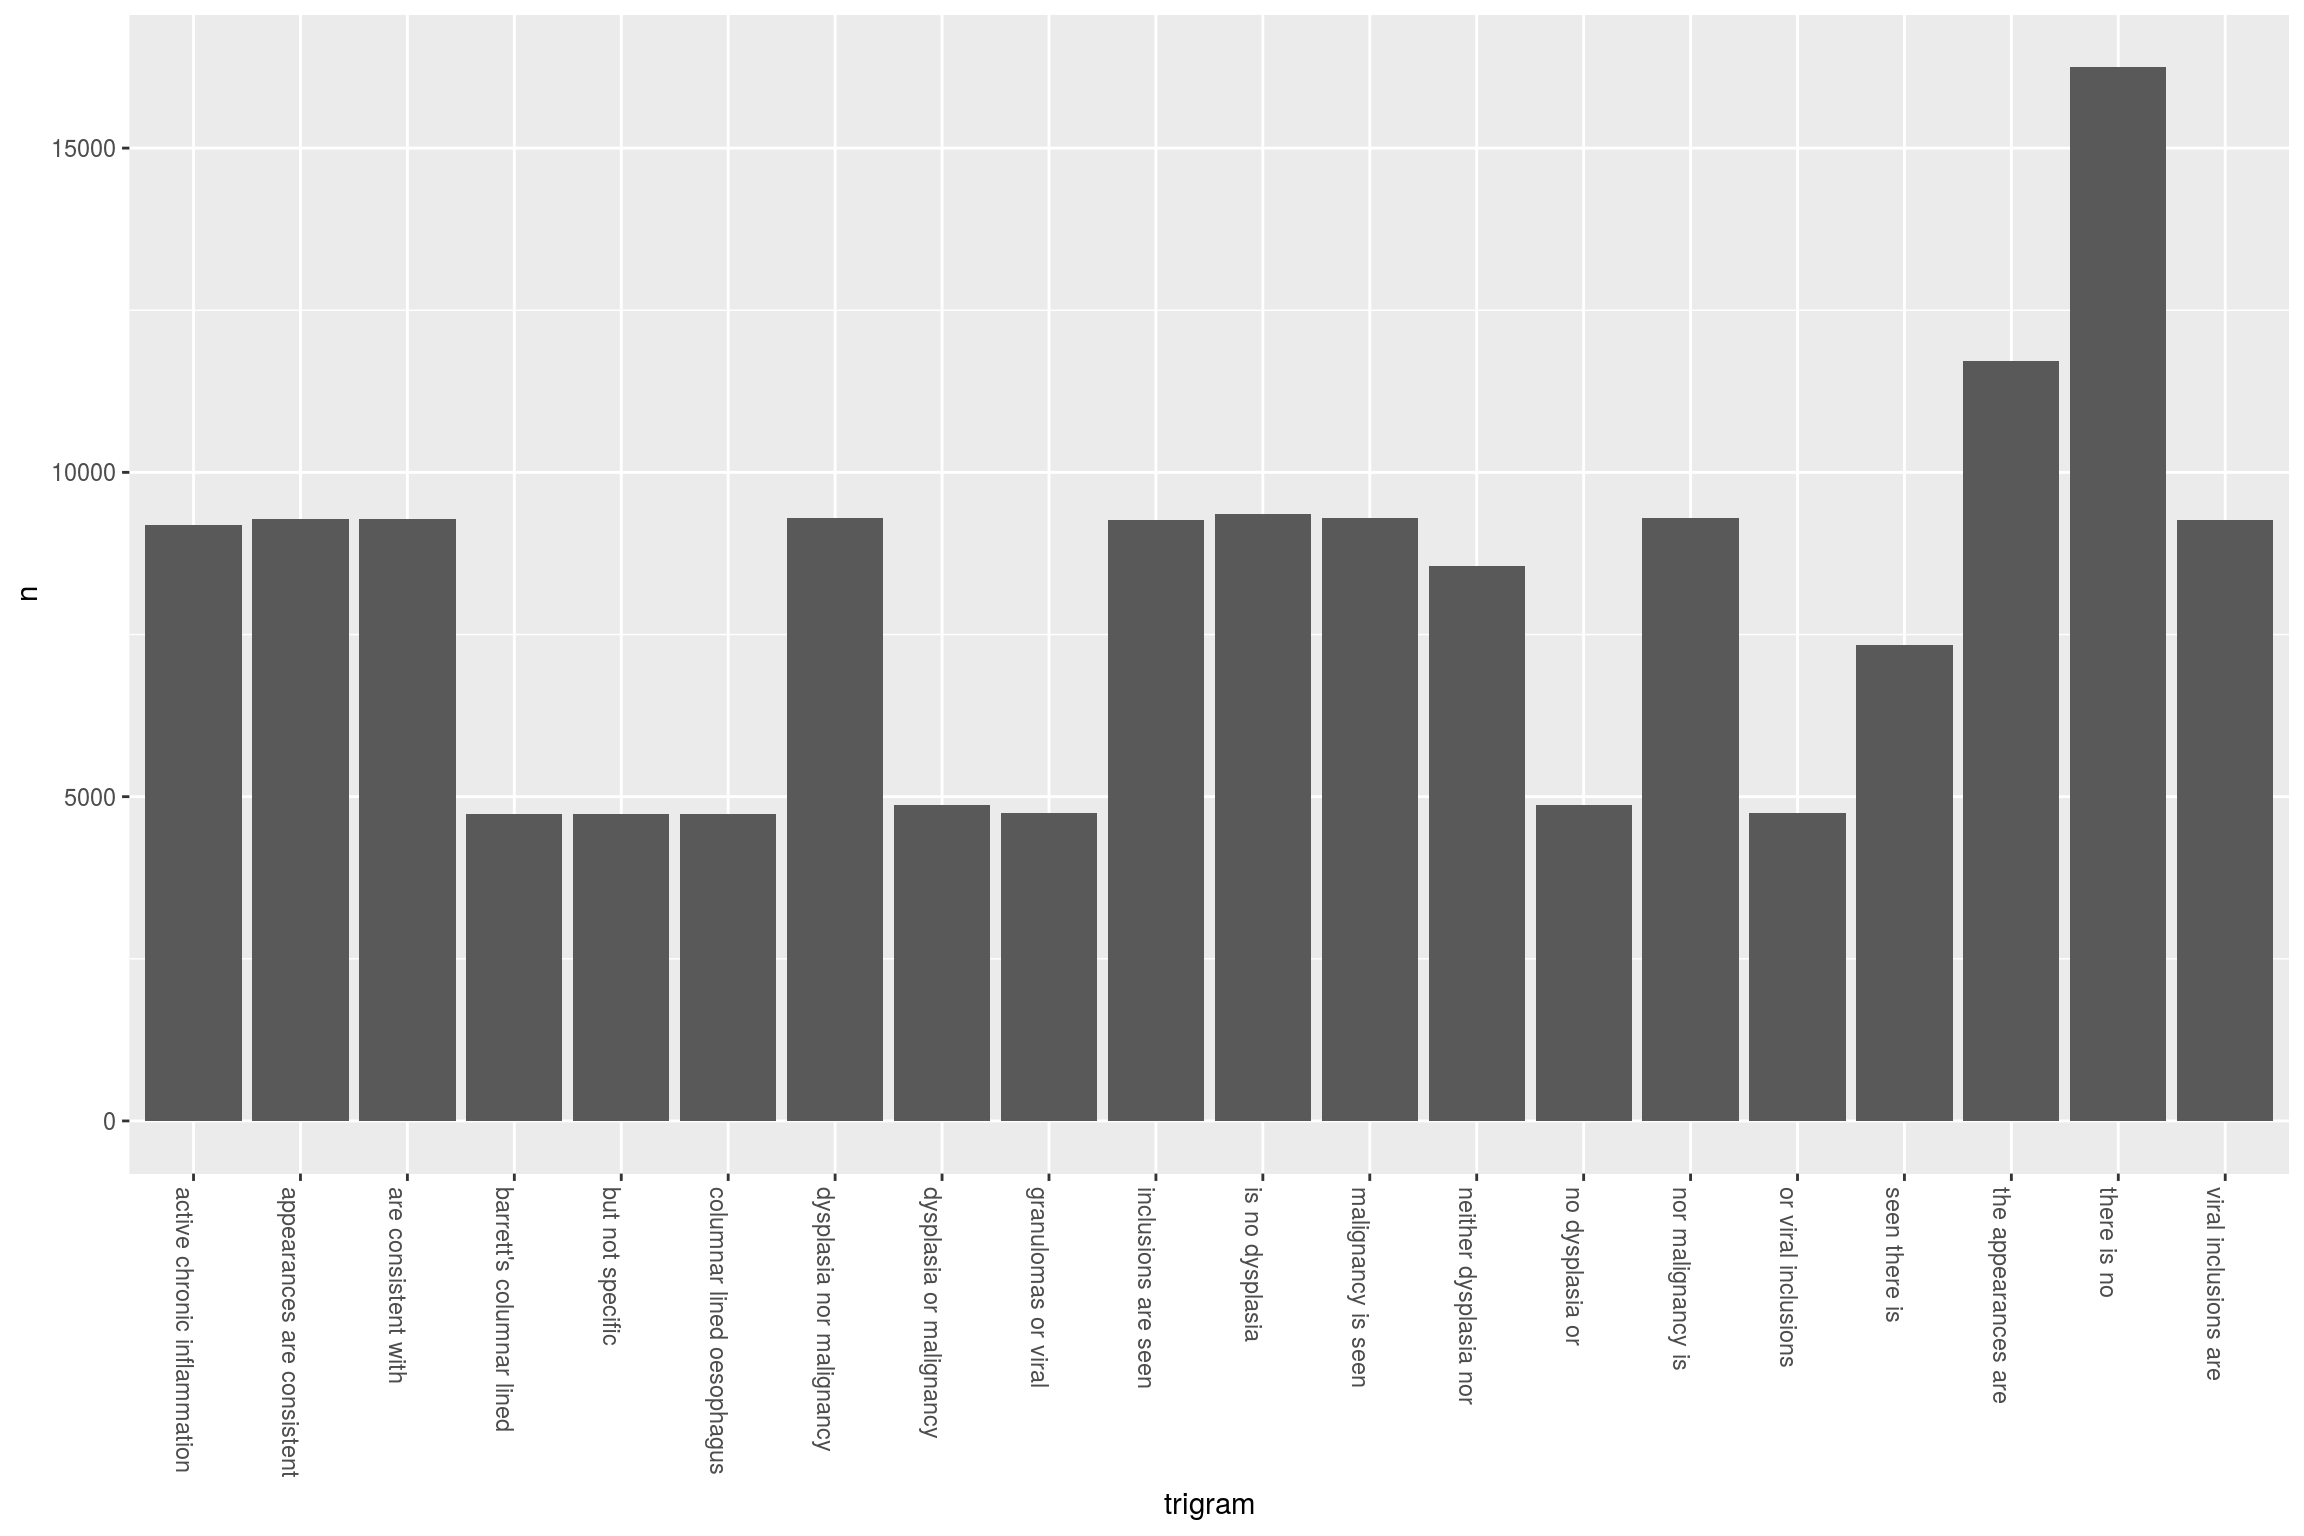 n
15000
10000
5000
0
active chronic inflammation
appearances are consistent
are consistent with
barrett's columnar lined
but not specific
columnar lined oesophagus
dysplasia nor malignancy
dysplasia or malignancy
granulomas or viral
inclusions are seen
is no dysplasia
malignancy is seen
neither dysplasia nor
no dysplasia or
nor malignancy is
or viral inclusions
seen there is
the appearances are
there is no
viral inclusions are
trigram